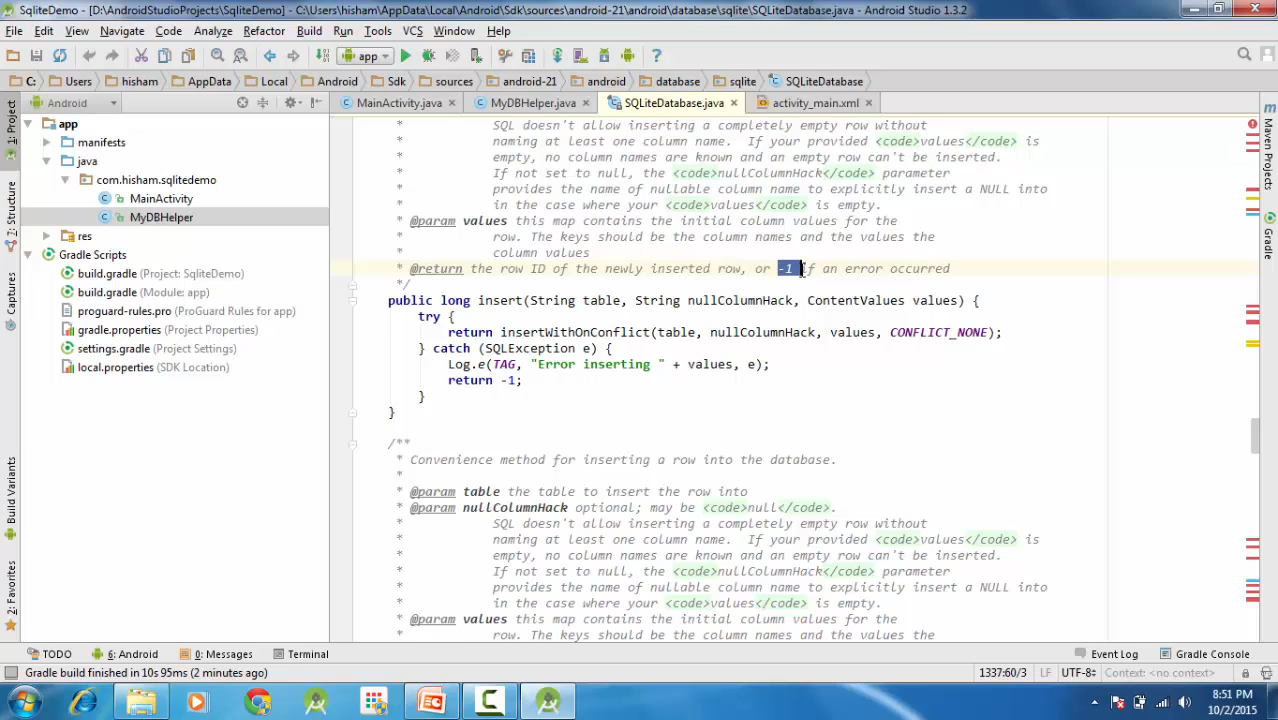 SqliteDemo - [D:\AndroidStudioProjects\SqliteDemo] - [app] - C:\Users\hisham\AppData\Local\Android\Sdk\sources\android-21\android\database\sqlite\SQLiteDatabase.java - Android Studio 1.3.2
File Edit View Navigate Code Analyze Refactor Build Run Tools VCS Window Help
app
C: Users hisham AppData Local Android Sdk sources android-21 android database sqlite SQLiteDatabase
Android MainActivity.java MyDBHelper.java SQLiteDatabase.java activity_main.xml
1: Project
7: Structure
Captures
Build Variants
2: Favorites
app
manifests
java
com.hisham.sqlitedemo
MainActivity
MyDBHelper
res
Gradle Scripts
build.gradle (Project: SqliteDemo)
build.gradle (Module: app)
proguard-rules.pro (ProGuard Rules for app)
gradle.properties (Project Properties)
settings.gradle (Project Settings)
local.properties (SDK Location)
* SQL doesn't allow inserting a completely empty row without
* naming at least one column name. If your provided <code>values</code> is
* empty, no column names are known and an empty row can't be inserted.
* If not set to null, the <code>nullColumnHack</code> parameter
* provides the name of nullable column name to explicitly insert a NULL into
* in the case where your <code>values</code> is empty.
* @param values this map contains the initial column values for the
* row. The keys should be the column names and the values the
* column values
* @return the row ID of the newly inserted row, or -1 if an error occurred
*/
public long insert(String table, String nullColumnHack, ContentValues values) {
try {
return insertWithOnConflict(table, nullColumnHack, values, CONFLICT_NONE);
} catch (SQLException e) {
Log.e(TAG, "Error inserting " + values, e);
return -1;
}
}
/**
* Convenience method for inserting a row into the database.
*
* @param table the table to insert the row into
* @param nullColumnHack optional; may be <code>null</code>.
* SQL doesn't allow inserting a completely empty row without
* naming at least one column name. If your provided <code>values</code> is
* empty, no column names are known and an empty row can't be inserted.
* If not set to null, the <code>nullColumnHack</code> parameter
* provides the name of nullable column name to explicitly insert a NULL into
* in the case where your <code>values</code> is empty.
* @param values this map contains the initial column values for the
* row. The keys should be the column names and the values the
Maven Projects
Gradle
TODO 6: Android 0: Messages Terminal Event Log Gradle Console
Gradle build finished in 10s 95ms (2 minutes ago) 1337:60/3 LF UTF-8 Context: <no context>
8:51 PM
10/2/2015